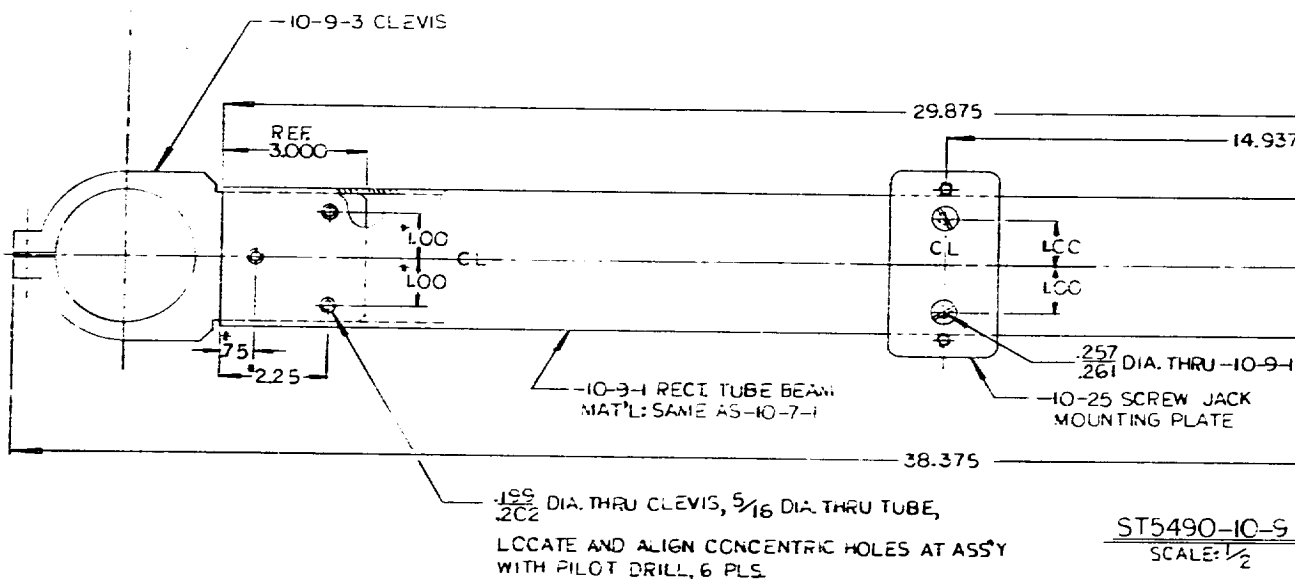 -10-9-3 CLEVIS
29.875
REF.
3.000
14.937
*1.00
*1.00
CL
CL
1.00
1.00
*.75
*2.25
.257
.261 DIA. THRU -10-9-1
-10-9-1 RECT. TUBE BEAM
MAT'L: SAME AS -10-7-1
-10-25 SCREW JACK
MOUNTING PLATE
38.375
.199
.202 DIA. THRU CLEVIS, 5/16 DIA. THRU TUBE,
LOCATE AND ALIGN CONCENTRIC HOLES AT ASS'Y
WITH PILOT DRILL, 6 PLS.
ST5490-10-9
SCALE: 1/2